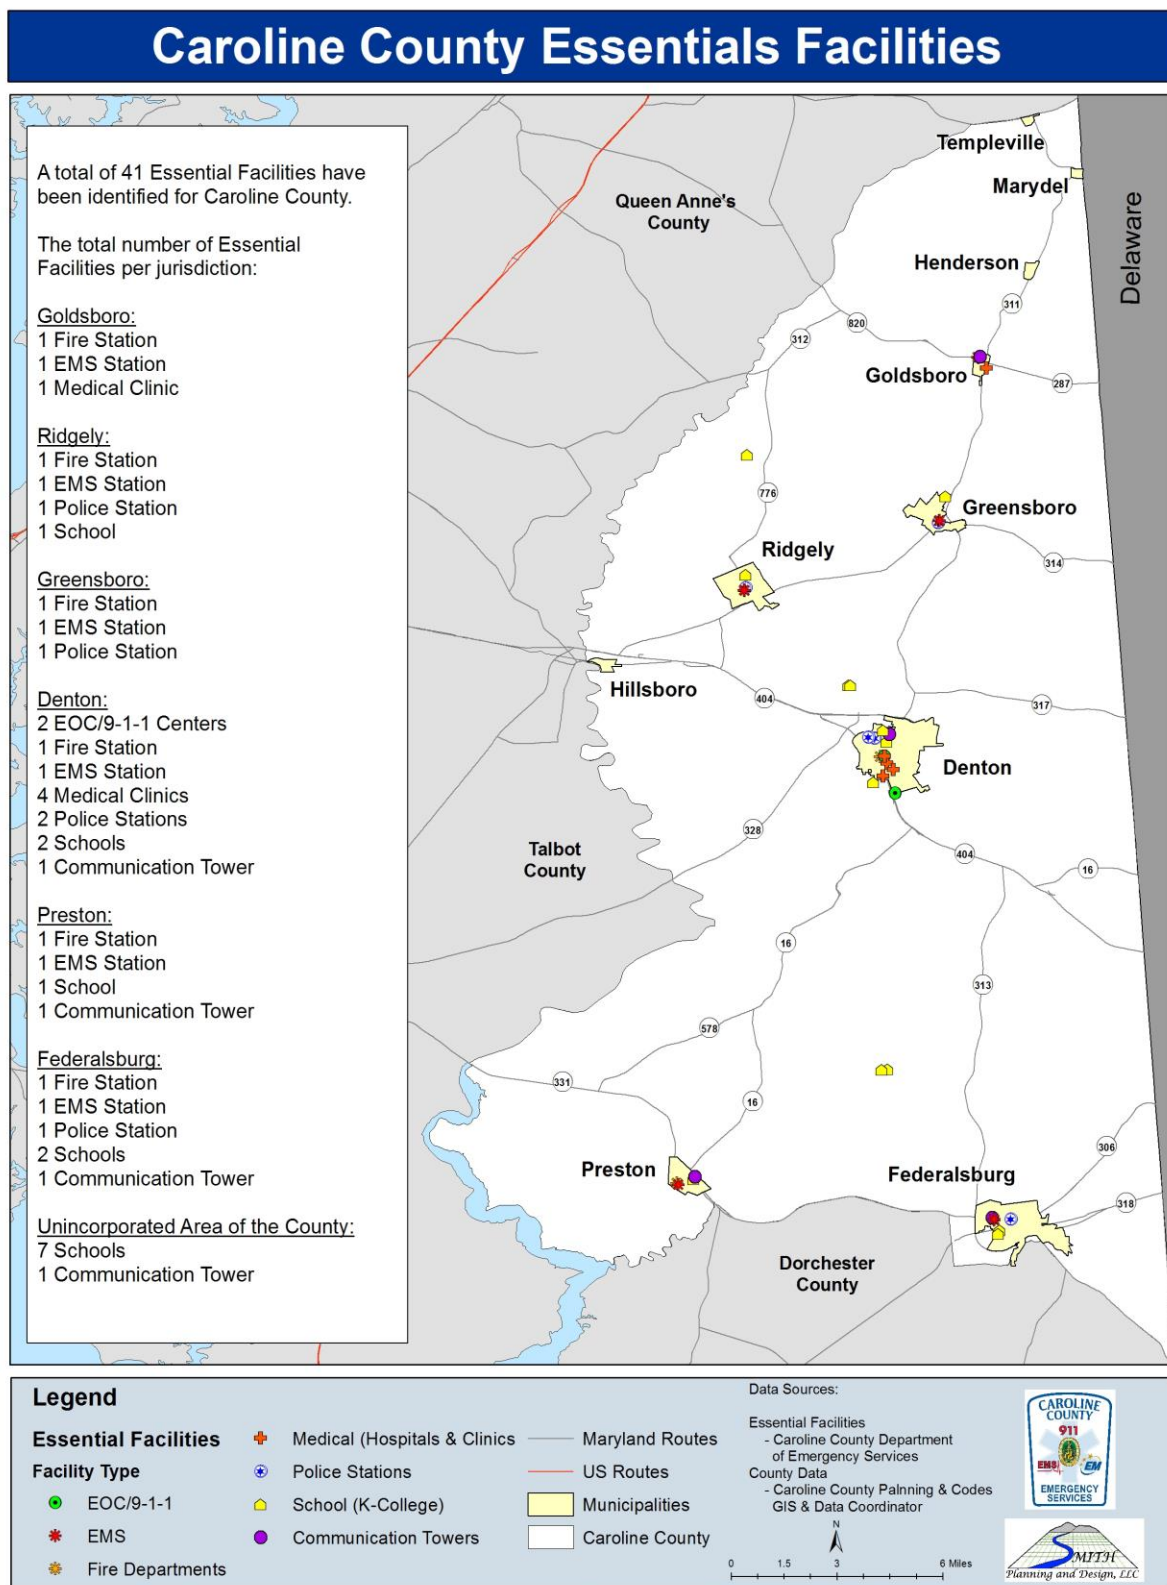 Caroline County Essentials Facilities
A total of 41 Essential Facilities have
been identified for Caroline County.
The total number of Essential
Facilities per jurisdiction:
Goldsboro:
1 Fire Station
1 EMS Station
1 Medical Clinic
Ridgely:
1 Fire Station
1 EMS Station
1 Police Station
1 School
Greensboro:
1 Fire Station
1 EMS Station
1 Police Station
Denton:
2 EOC/9-1-1 Centers
1 Fire Station
1 EMS Station
4 Medical Clinics
2 Police Stations
2 Schools
1 Communication Tower
Preston:
1 Fire Station
1 EMS Station
1 School
1 Communication Tower
Federalsburg:
1 Fire Station
1 EMS Station
1 Police Station
2 Schools
1 Communication Tower
Unincorporated Area of the County:
7 Schools
1 Communication Tower
Templeville
Marydel
Queen Anne's
County
Delaware
Henderson
311
820
312
Goldsboro
287
776
Greensboro
Ridgely
314
Hillsboro
404
317
Denton
328
Talbot
County
404
16
16
313
578
331
16
306
Preston
Federalsburg
318
Dorchester
County
Legend
Essential Facilities
Facility Type
EOC/9-1-1
EMS
Fire Departments
Medical (Hospitals & Clinics
Police Stations
School (K-College)
Communication Towers
Maryland Routes
US Routes
Municipalities
Caroline County
Data Sources:
Essential Facilities
- Caroline County Department
of Emergency Services
County Data
- Caroline County Palnning & Codes
GIS & Data Coordinator
N
0 1.5 3 6 Miles
CAROLINE
COUNTY
911
EMS EM
EMERGENCY
SERVICES
SMITH
Planning and Design, LLC